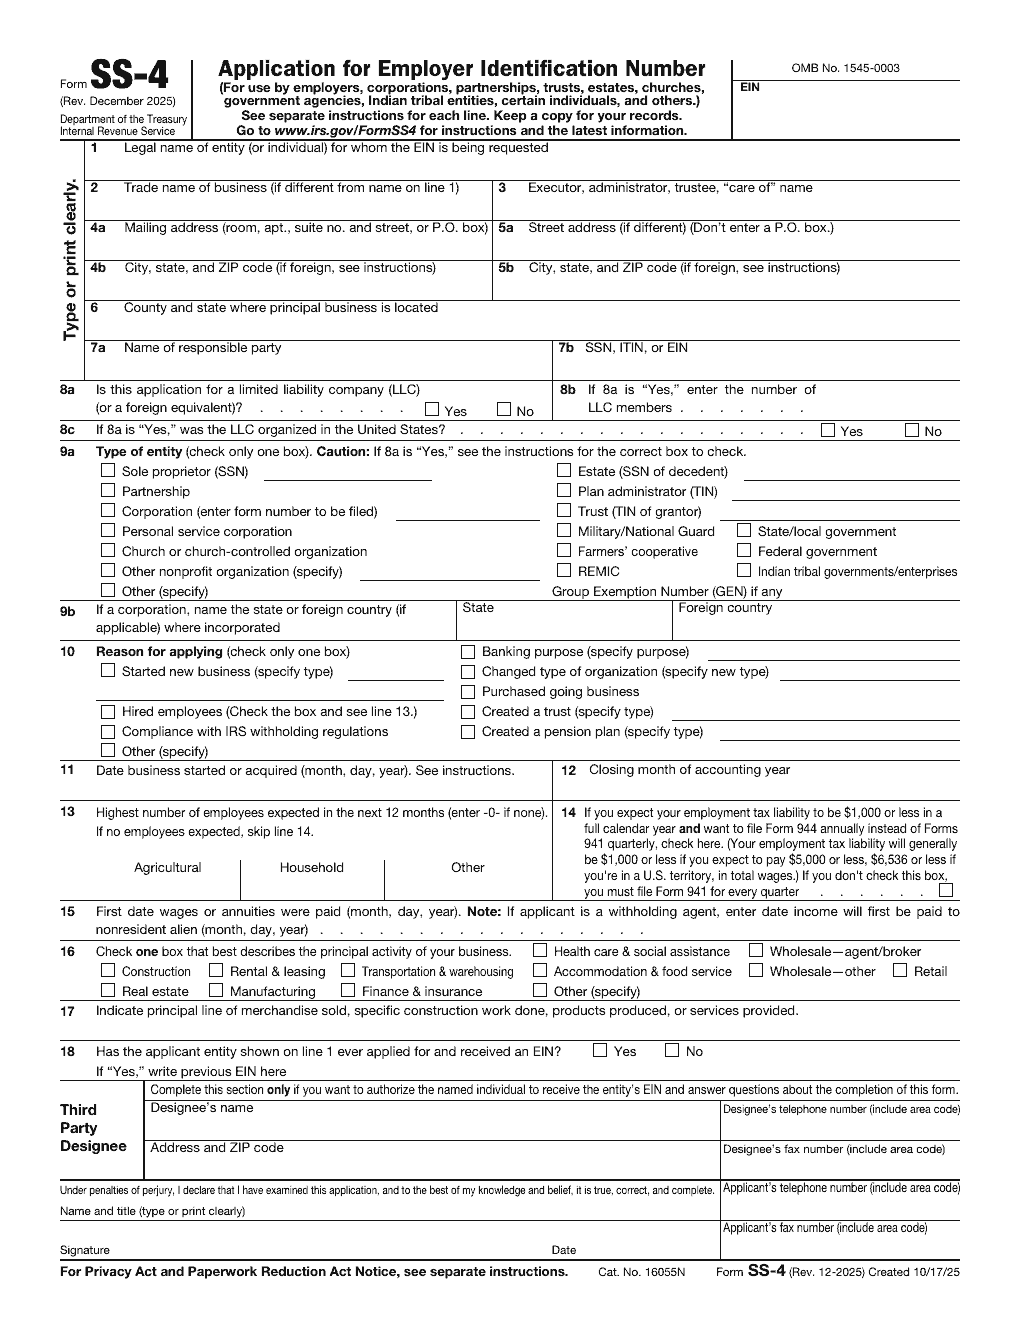 Form SS-4
(Rev. December 2025)
Department of the Treasury
Internal Revenue Service
Application for Employer Identification Number
(For use by employers, corporations, partnerships, trusts, estates, churches,
government agencies, Indian tribal entities, certain individuals, and others.)
See separate instructions for each line. Keep a copy for your records.
Go to www.irs.gov/FormSS4 for instructions and the latest information.
OMB No. 1545-0003
EIN
Type or print clearly.
1 Legal name of entity (or individual) for whom the EIN is being requested
2 Trade name of business (if different from name on line 1)
3 Executor, administrator, trustee, “care of” name
4a Mailing address (room, apt., suite no. and street, or P.O. box)
5a Street address (if different) (Don’t enter a P.O. box.)
4b City, state, and ZIP code (if foreign, see instructions)
5b City, state, and ZIP code (if foreign, see instructions)
6 County and state where principal business is located
7a Name of responsible party
7b SSN, ITIN, or EIN
8a Is this application for a limited liability company (LLC)
(or a foreign equivalent)? . . . . . . . . Yes No
8b If 8a is “Yes,” enter the number of
LLC members . . . . . . .
8c If 8a is “Yes,” was the LLC organized in the United States? . . . . . . . . . . . . . . . . . . Yes No
9a Type of entity (check only one box). Caution: If 8a is “Yes,” see the instructions for the correct box to check.
Sole proprietor (SSN)
Estate (SSN of decedent)
Partnership
Plan administrator (TIN)
Corporation (enter form number to be filed)
Trust (TIN of grantor)
Personal service corporation
Military/National Guard
State/local government
Church or church-controlled organization
Farmers’ cooperative
Federal government
Other nonprofit organization (specify)
REMIC
Indian tribal governments/enterprises
Other (specify)
Group Exemption Number (GEN) if any
9b If a corporation, name the state or foreign country (if
applicable) where incorporated
State
Foreign country
10 Reason for applying (check only one box)
Banking purpose (specify purpose)
Started new business (specify type)
Changed type of organization (specify new type)
Purchased going business
Hired employees (Check the box and see line 13.)
Created a trust (specify type)
Compliance with IRS withholding regulations
Created a pension plan (specify type)
Other (specify)
11 Date business started or acquired (month, day, year). See instructions.
12 Closing month of accounting year
13 Highest number of employees expected in the next 12 months (enter -0- if none).
If no employees expected, skip line 14.
Agricultural Household Other
14 If you expect your employment tax liability to be $1,000 or less in a
full calendar year and want to file Form 944 annually instead of Forms
941 quarterly, check here. (Your employment tax liability will generally
be $1,000 or less if you expect to pay $5,000 or less, $6,536 or less if
you're in a U.S. territory, in total wages.) If you don't check this box,
you must file Form 941 for every quarter . . . . . .
15 First date wages or annuities were paid (month, day, year). Note: If applicant is a withholding agent, enter date income will first be paid to
nonresident alien (month, day, year) . . . . . . . . . . . . . . .
16 Check one box that best describes the principal activity of your business.
Health care & social assistance
Wholesale—agent/broker
Construction
Rental & leasing
Transportation & warehousing
Accommodation & food service
Wholesale—other
Retail
Real estate
Manufacturing
Finance & insurance
Other (specify)
17 Indicate principal line of merchandise sold, specific construction work done, products produced, or services provided.
18 Has the applicant entity shown on line 1 ever applied for and received an EIN? Yes No
If “Yes,” write previous EIN here
Third
Party
Designee
Complete this section only if you want to authorize the named individual to receive the entity’s EIN and answer questions about the completion of this form.
Designee’s name
Designee’s telephone number (include area code)
Address and ZIP code
Designee’s fax number (include area code)
Under penalties of perjury, I declare that I have examined this application, and to the best of my knowledge and belief, it is true, correct, and complete.
Applicant’s telephone number (include area code)
Name and title (type or print clearly)
Applicant’s fax number (include area code)
Signature
Date
For Privacy Act and Paperwork Reduction Act Notice, see separate instructions.
Cat. No. 16055N
Form SS-4 (Rev. 12-2025) Created 10/17/25